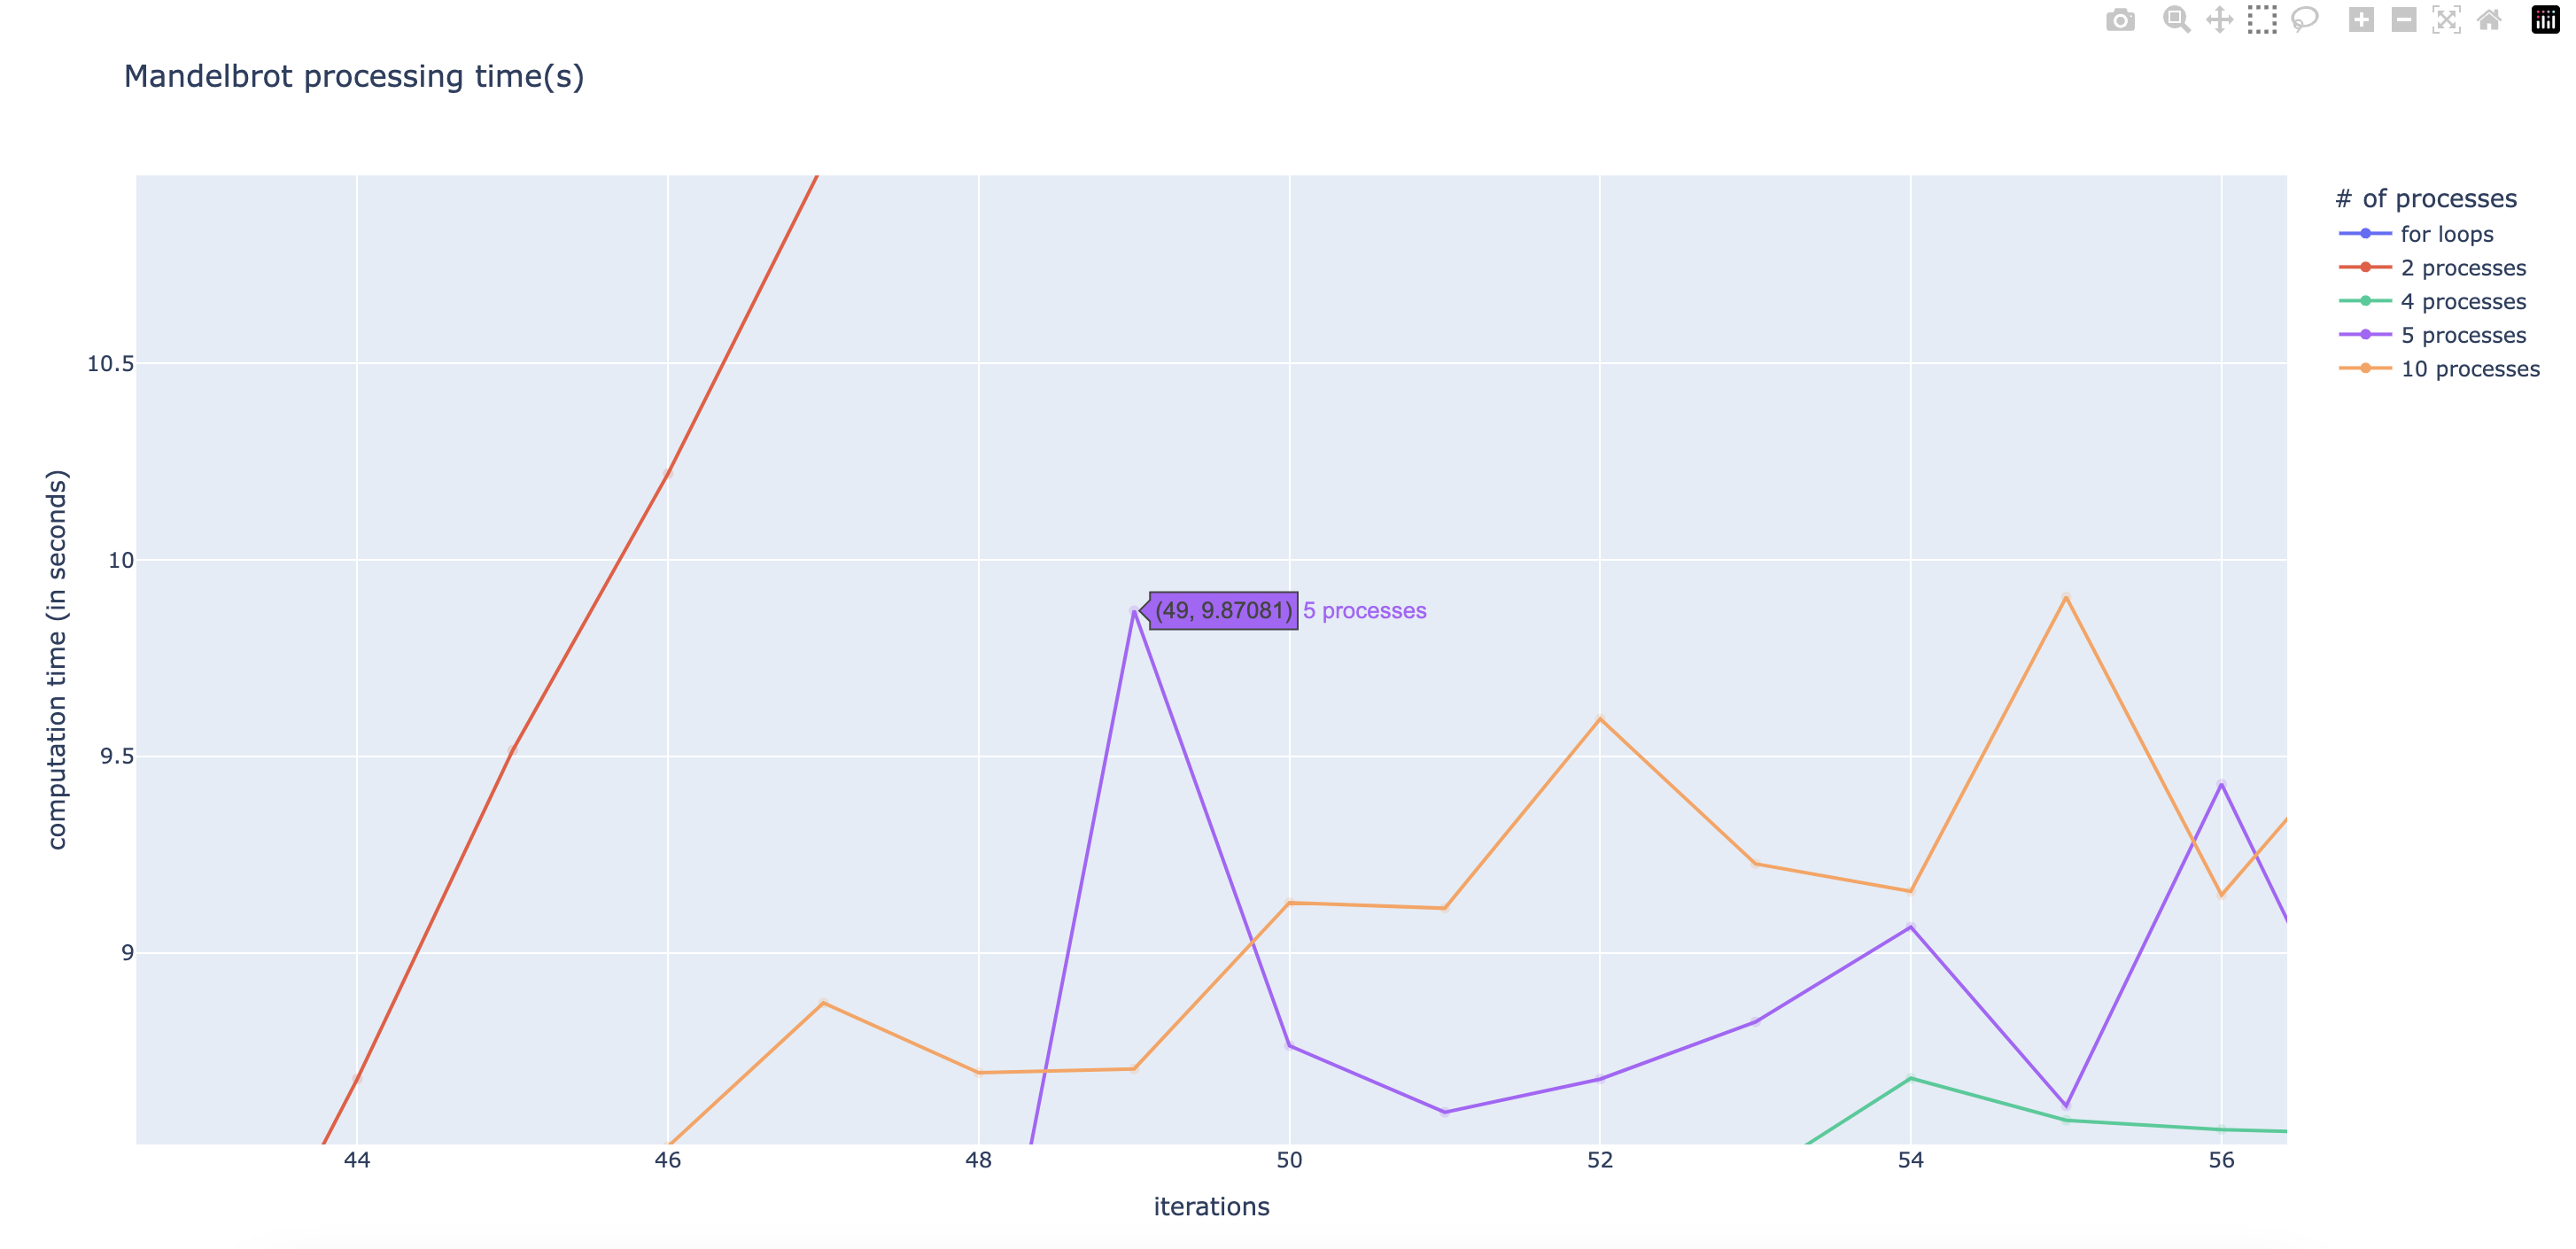 Mandelbrot processing time(s)
# of processes
for loops
2 processes
4 processes
5 processes
10 processes
computation time (in seconds)
10.5
10
9.5
9
(49, 9.87081) 5 processes
44 46 48 50 52 54 56
iterations